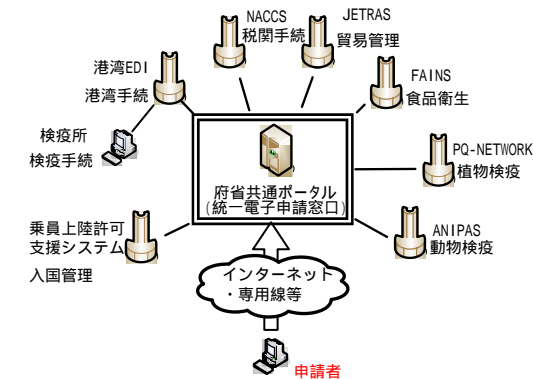 NACCS
税関手続
JETRAS
貿易管理
港湾EDI
港湾手続
FAINS
食品衛生
検疫所
検疫手続
PQ-NETWORK
植物検疫
府省共通ポータル
(統一電子申請窓口)
乗員上陸許可
支援システム
入国管理
ANIPAS
動物検疫
インターネット
・専用線等
申請者